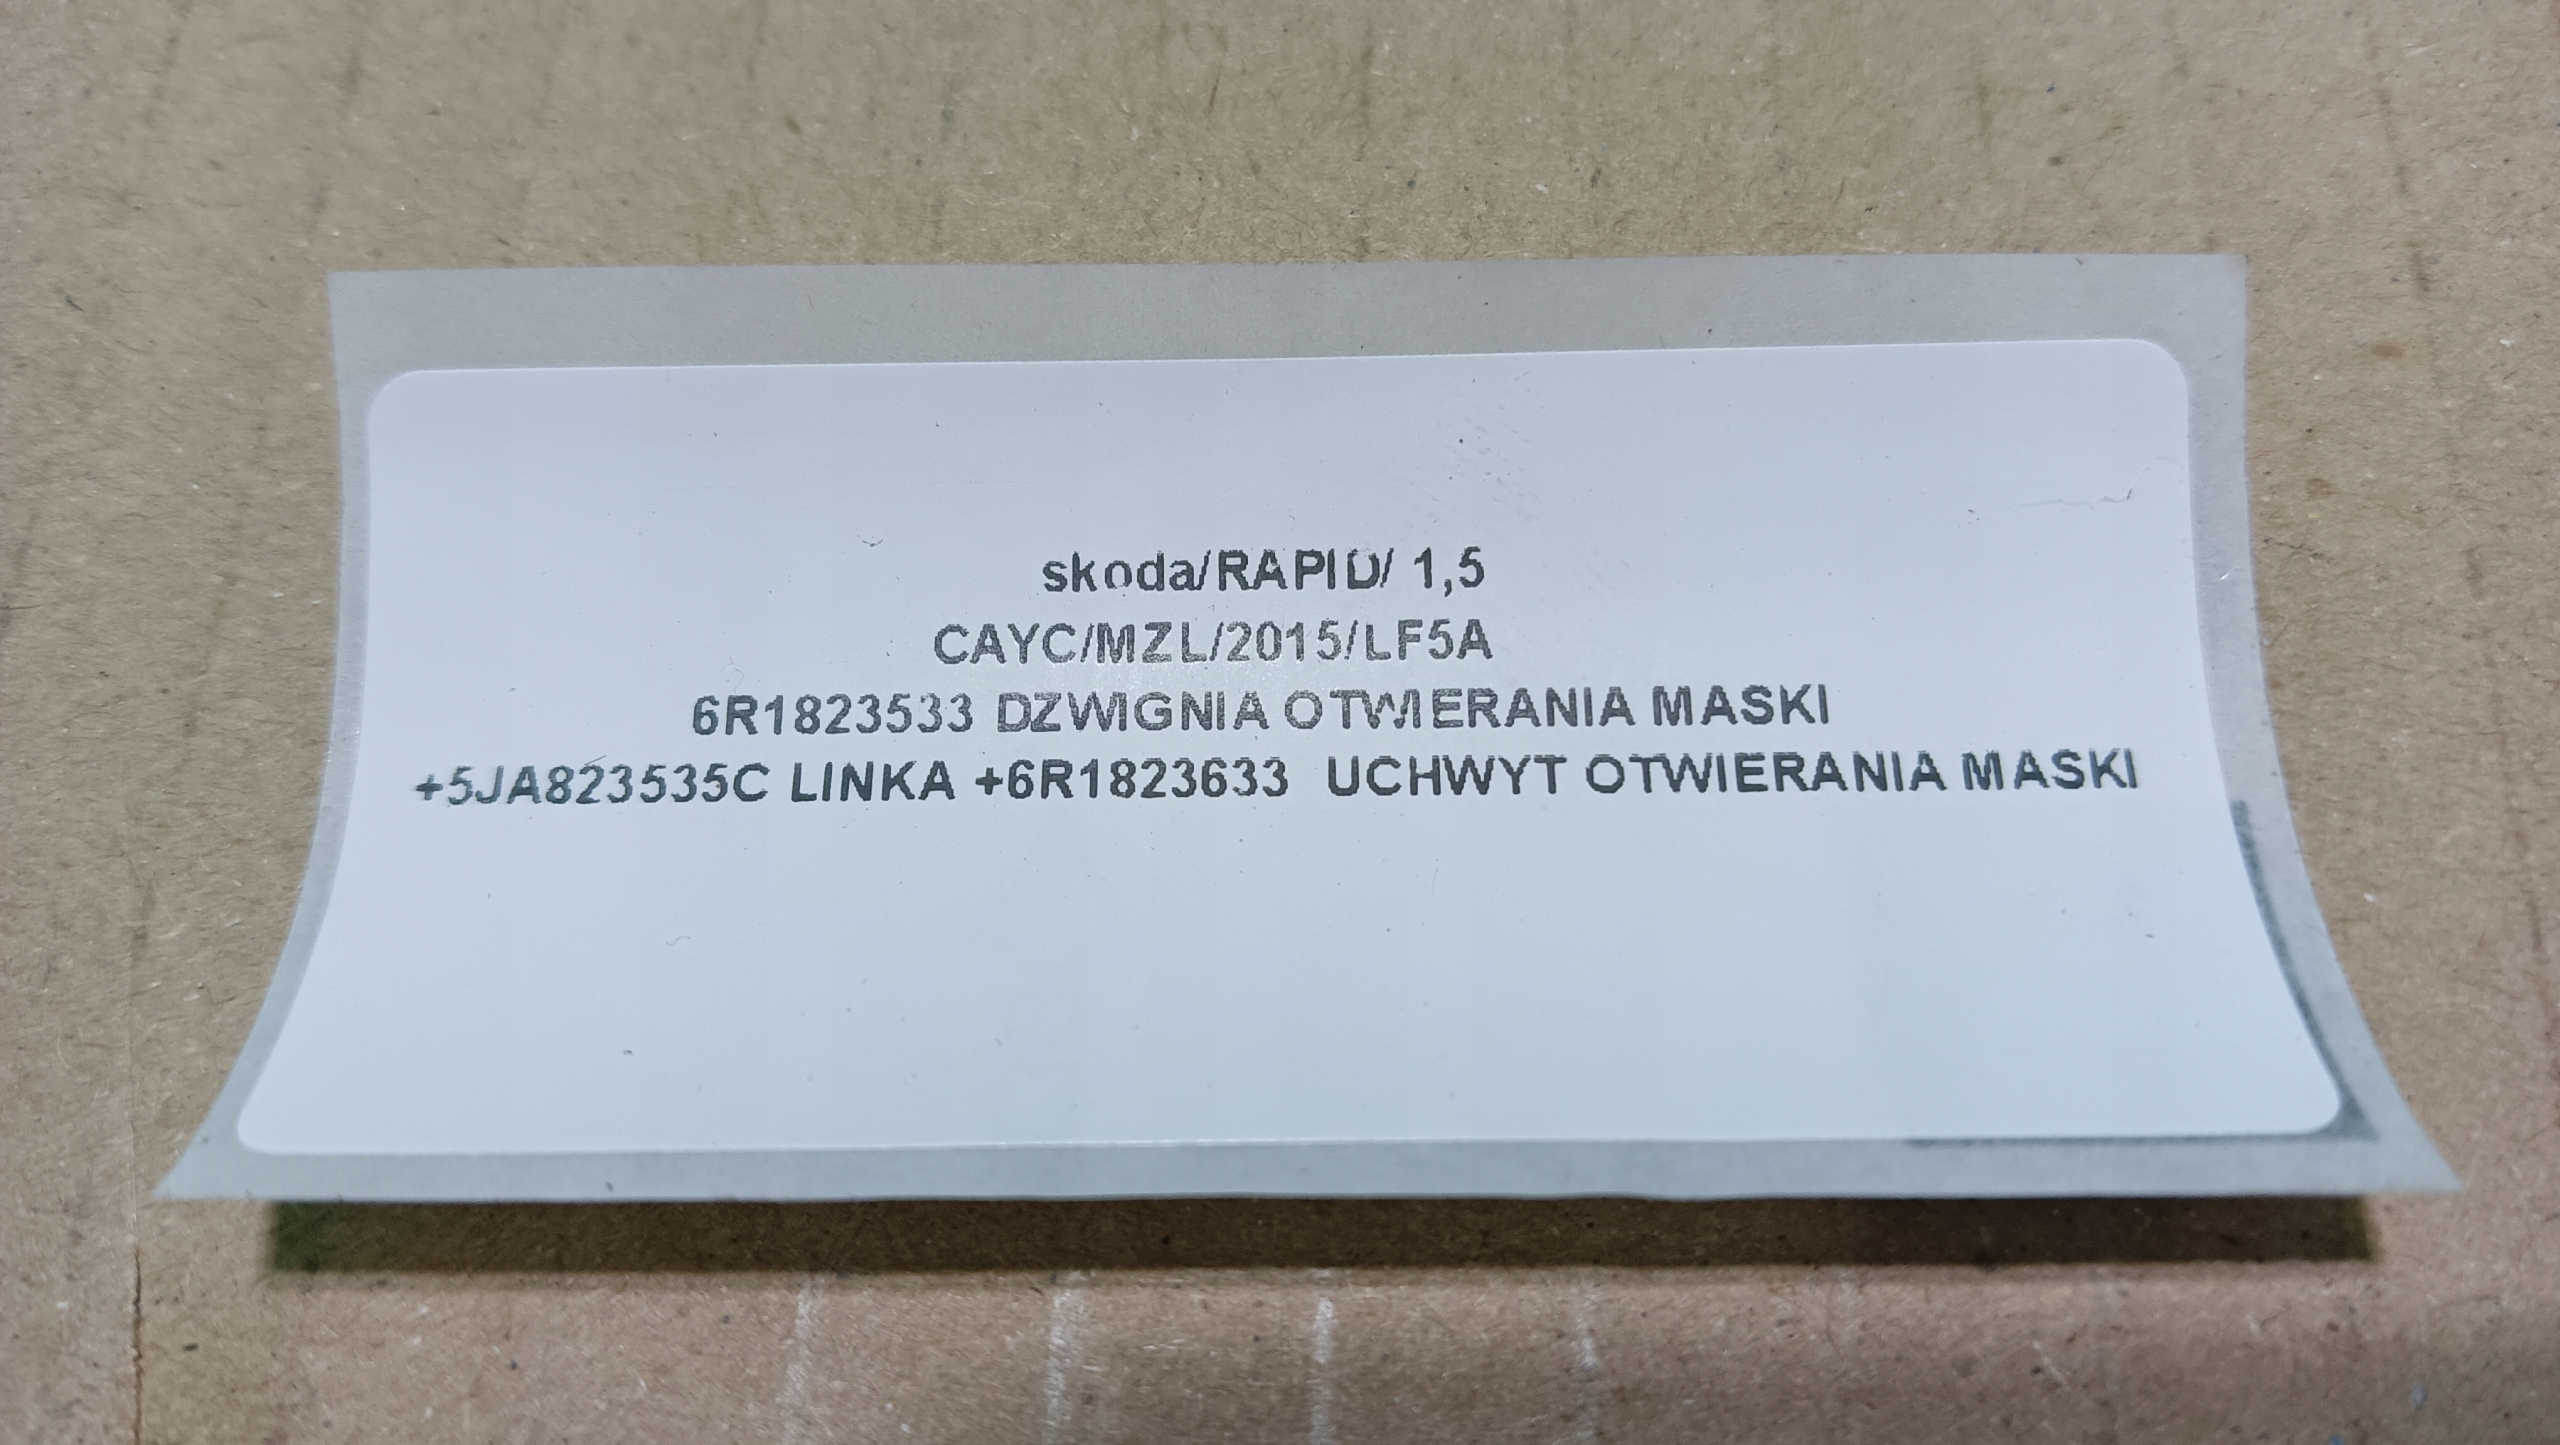 skoda/RAPID/ 1,5
CAYC/MZL/2015/LF5A
6R1823533 DZWIGNIA OTWIERANIA MASKI
+5JA823535C LINKA +6R1823633 UCHWYT OTWIERANIA MASKI